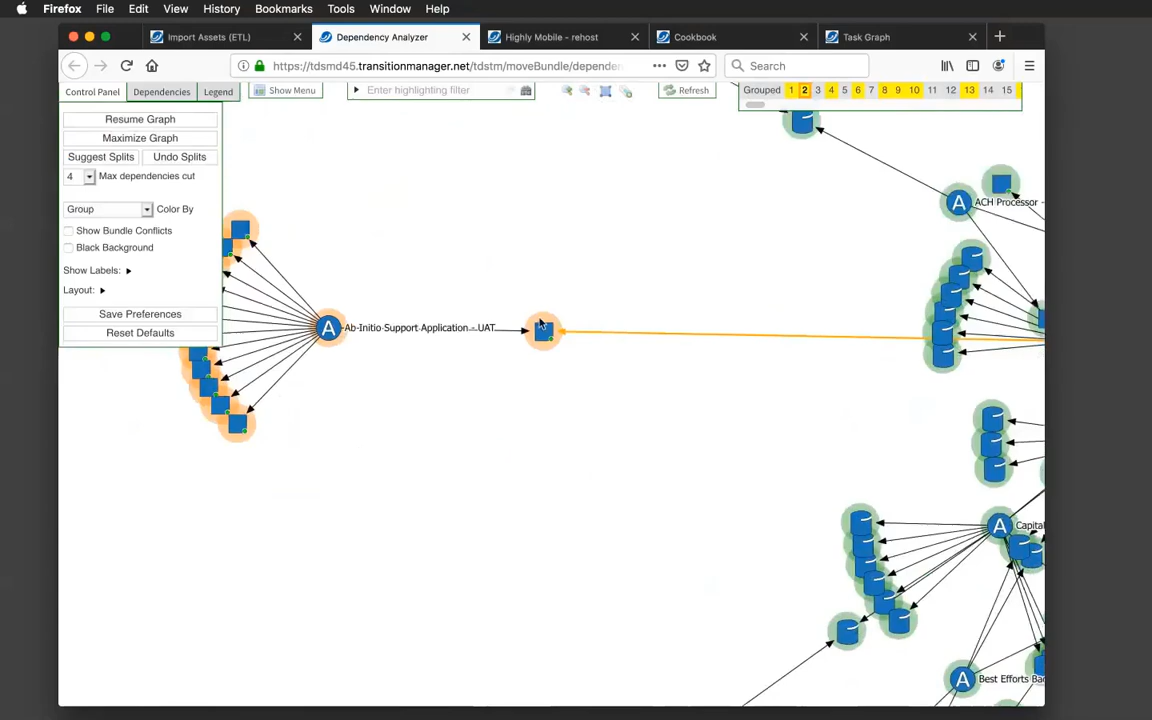 Firefox File Edit View History Bookmarks Tools Window Help
Import Assets (ETL) × Dependency Analyzer × Highly Mobile - rehost × Cookbook × Task Graph × +
https://tdsmd45.transitionmanager.net/tdstm/moveBundle/depende
Search
Control Panel Dependencies Legend Show Menu Enter highlighting filter Refresh Grouped 1 2 3 4 5 6 7 8 9 10 11 12 13 14 15
Resume Graph
Maximize Graph
Suggest Splits Undo Splits
4 Max dependencies cut
Group Color By
Show Bundle Conflicts
Black Background
Show Labels:
Layout:
Save Preferences
Reset Defaults
A ACH Processor -
A Ab-Initio Support Application - UAT
A Capital
A Best Efforts Ba